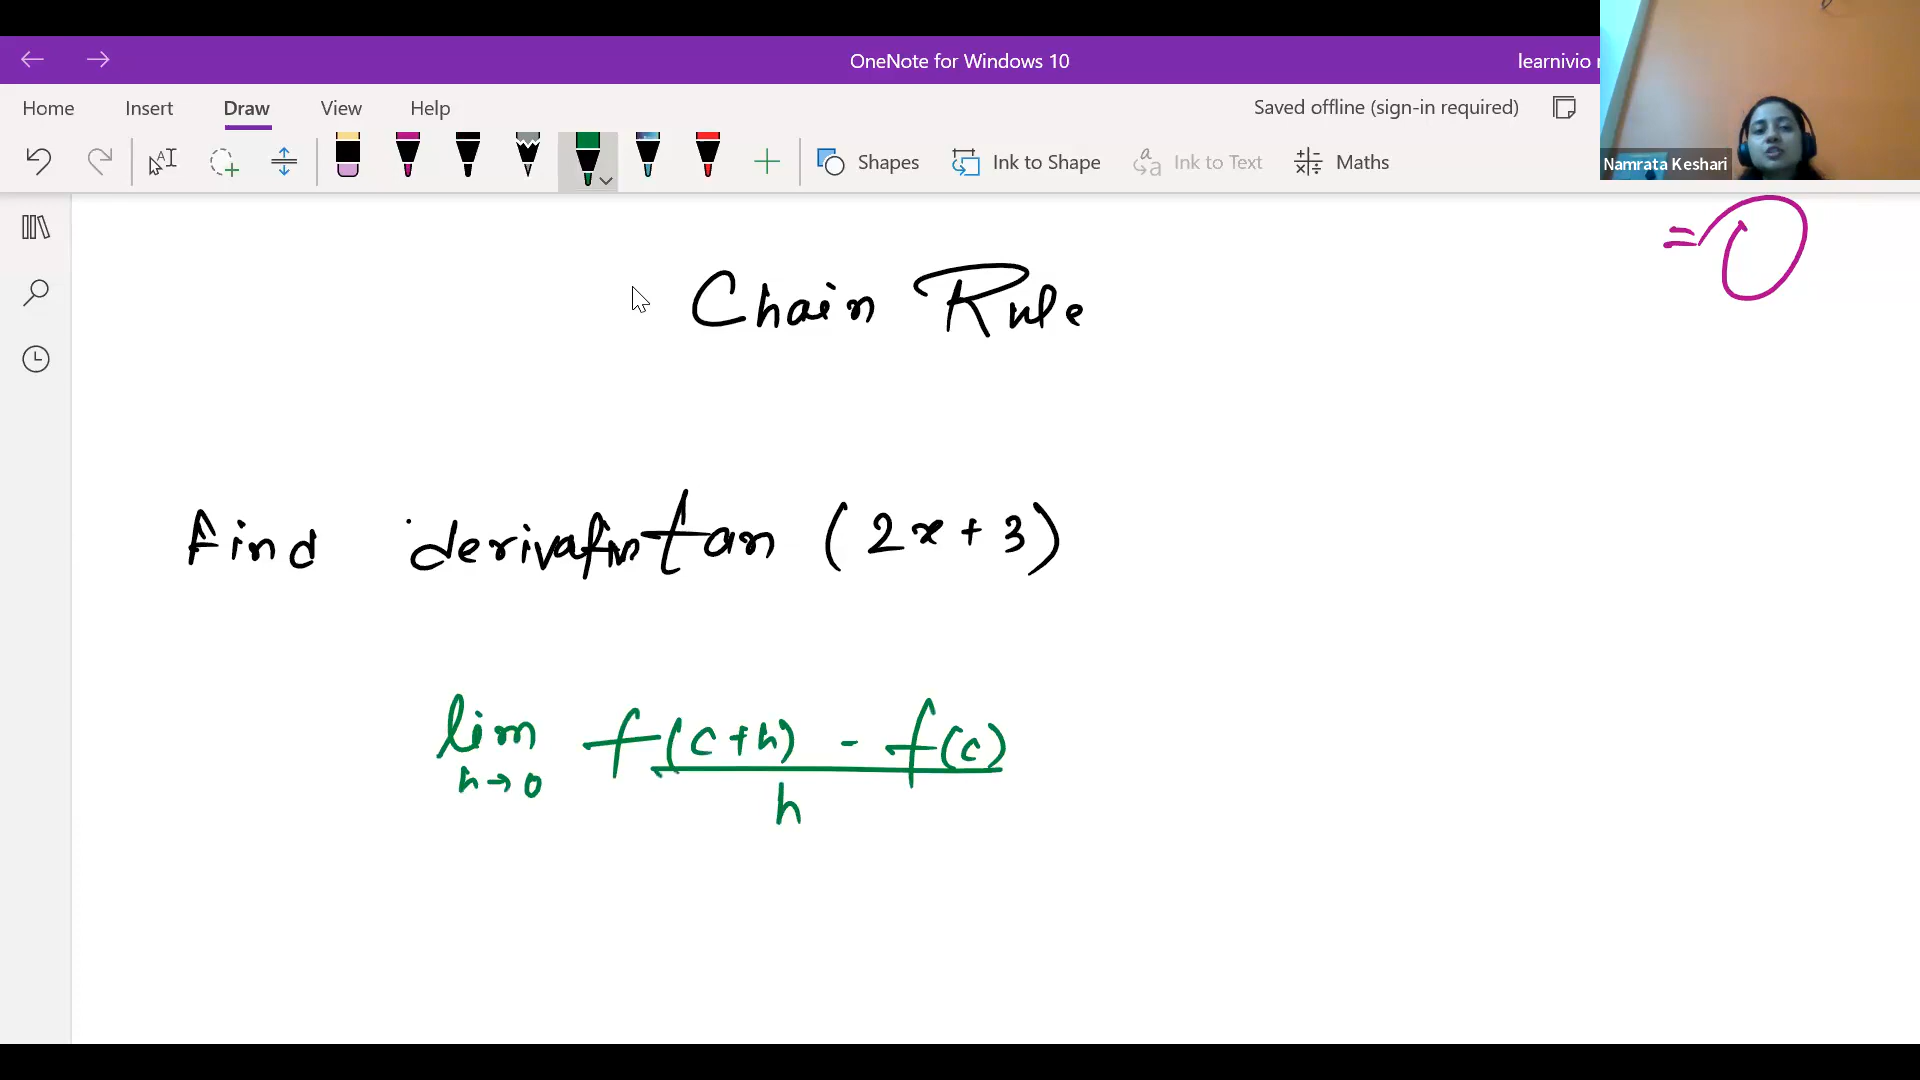 OneNote for Windows 10
learnivio
Home Insert Draw View Help
Saved offline (sign-in required)
Shapes Ink to Shape Ink to Text Maths
Namrata Keshari
= 0
Chain Rule
find derivative tan (2x+3)
lim f(c+h) - f(c)
h→0 h